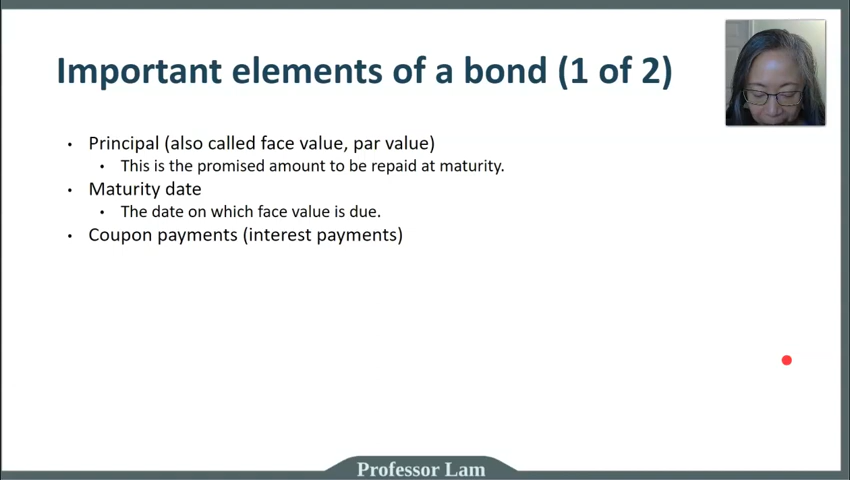 Important elements of a bond (1 of 2)
• Principal (also called face value, par value)
• This is the promised amount to be repaid at maturity.
• Maturity date
• The date on which face value is due.
• Coupon payments (interest payments)
Professor Lam